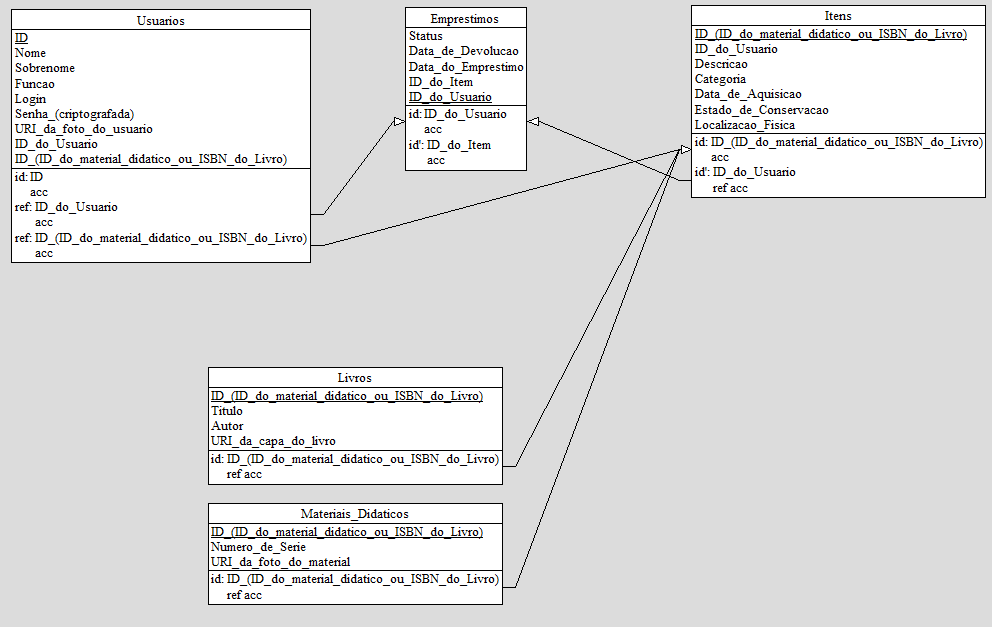 Usuarios
ID
Nome
Sobrenome
Funcao
Login
Senha_(criptografada)
URI_da_foto_do_usuario
ID_do_Usuario
ID_(ID_do_material_didatico_ou_ISBN_do_Livro)
id: ID
acc
ref: ID_do_Usuario
acc
ref: ID_(ID_do_material_didatico_ou_ISBN_do_Livro)
acc
Emprestimos
Status
Data_de_Devolucao
Data_do_Emprestimo
ID_do_Item
ID_do_Usuario
id: ID_do_Usuario
acc
id': ID_do_Item
acc
Itens
ID_(ID_do_material_didatico_ou_ISBN_do_Livro)
ID_do_Usuario
Descricao
Categoria
Data_de_Aquisicao
Estado_de_Conservacao
Localizacao_Fisica
id: ID_(ID_do_material_didatico_ou_ISBN_do_Livro)
acc
id': ID_do_Usuario
ref acc
Livros
ID_(ID_do_material_didatico_ou_ISBN_do_Livro)
Titulo
Autor
URI_da_capa_do_livro
id: ID_(ID_do_material_didatico_ou_ISBN_do_Livro)
ref acc
Materiais_Didaticos
ID_(ID_do_material_didatico_ou_ISBN_do_Livro)
Numero_de_Serie
URI_da_foto_do_material
id: ID_(ID_do_material_didatico_ou_ISBN_do_Livro)
ref acc